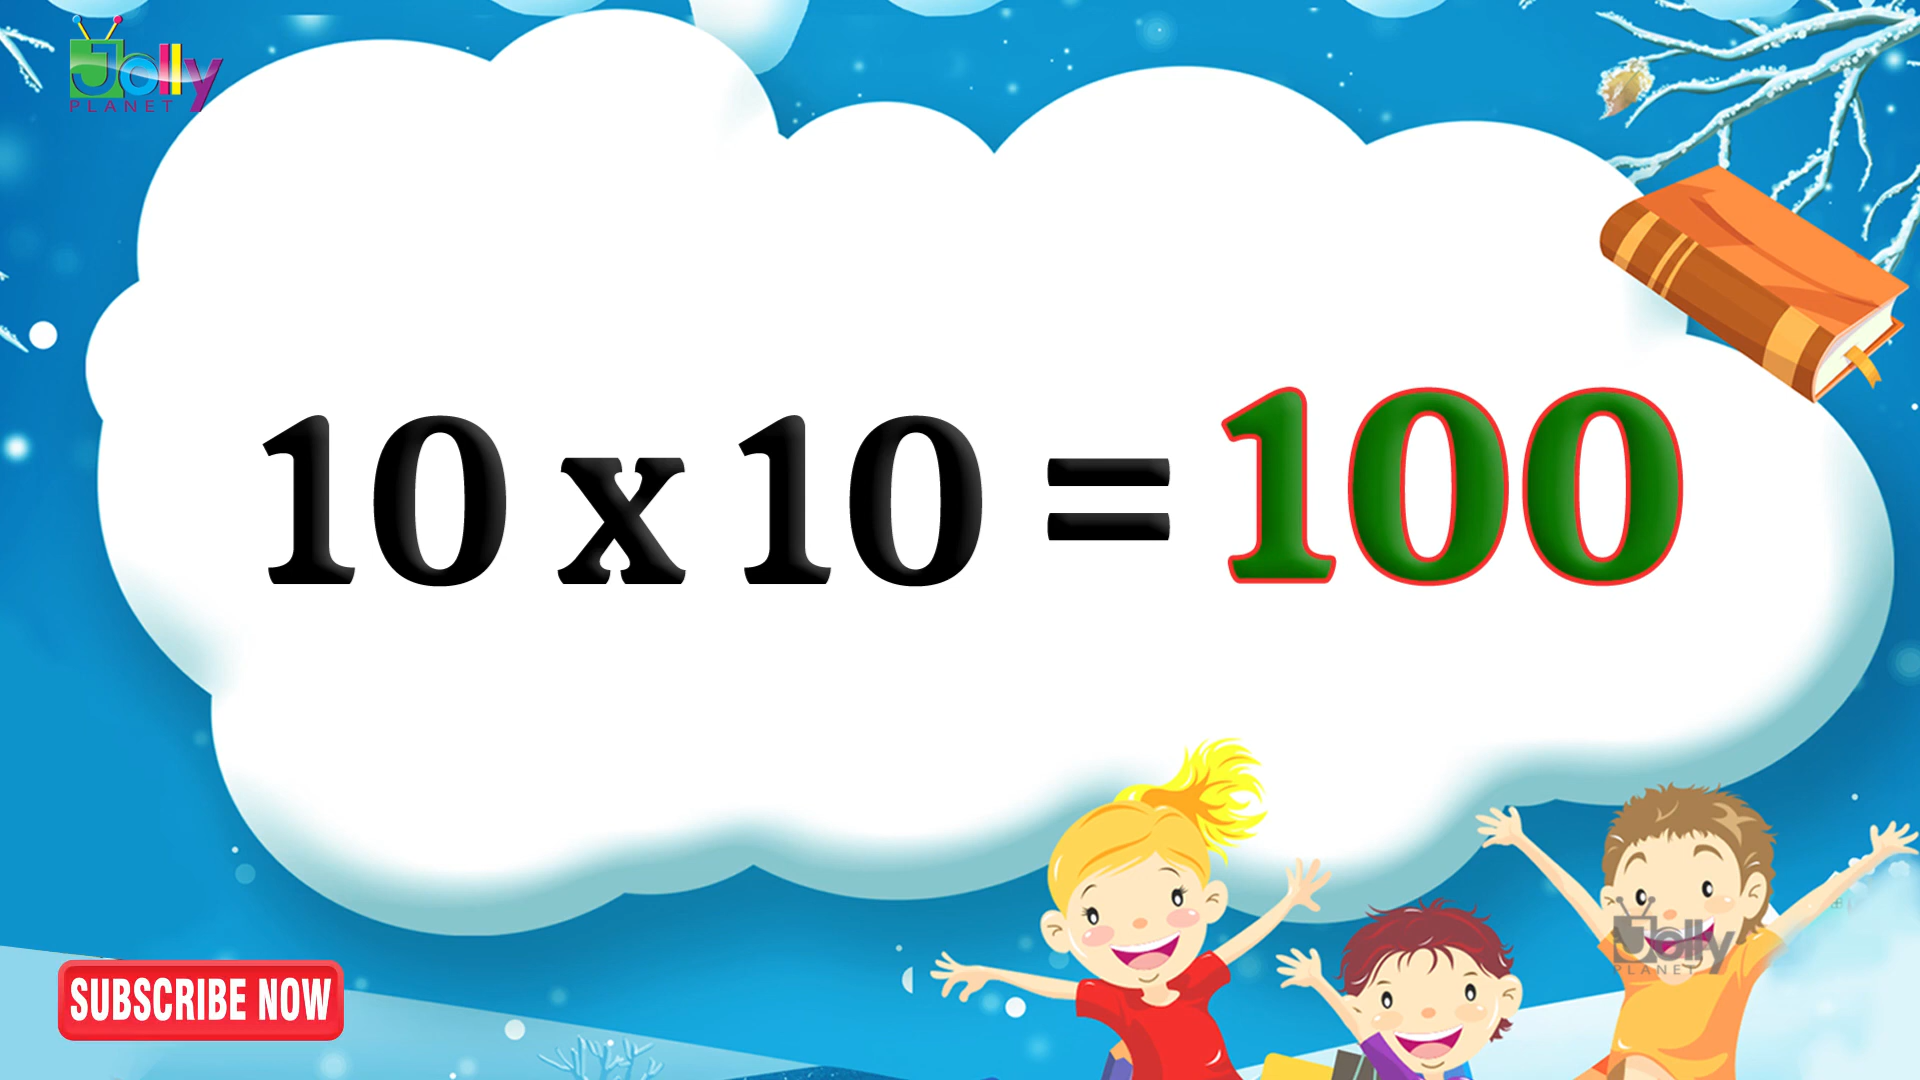 Jolly
PLANET
10 x 10 = 100
Jolly
PLANET
SUBSCRIBE NOW